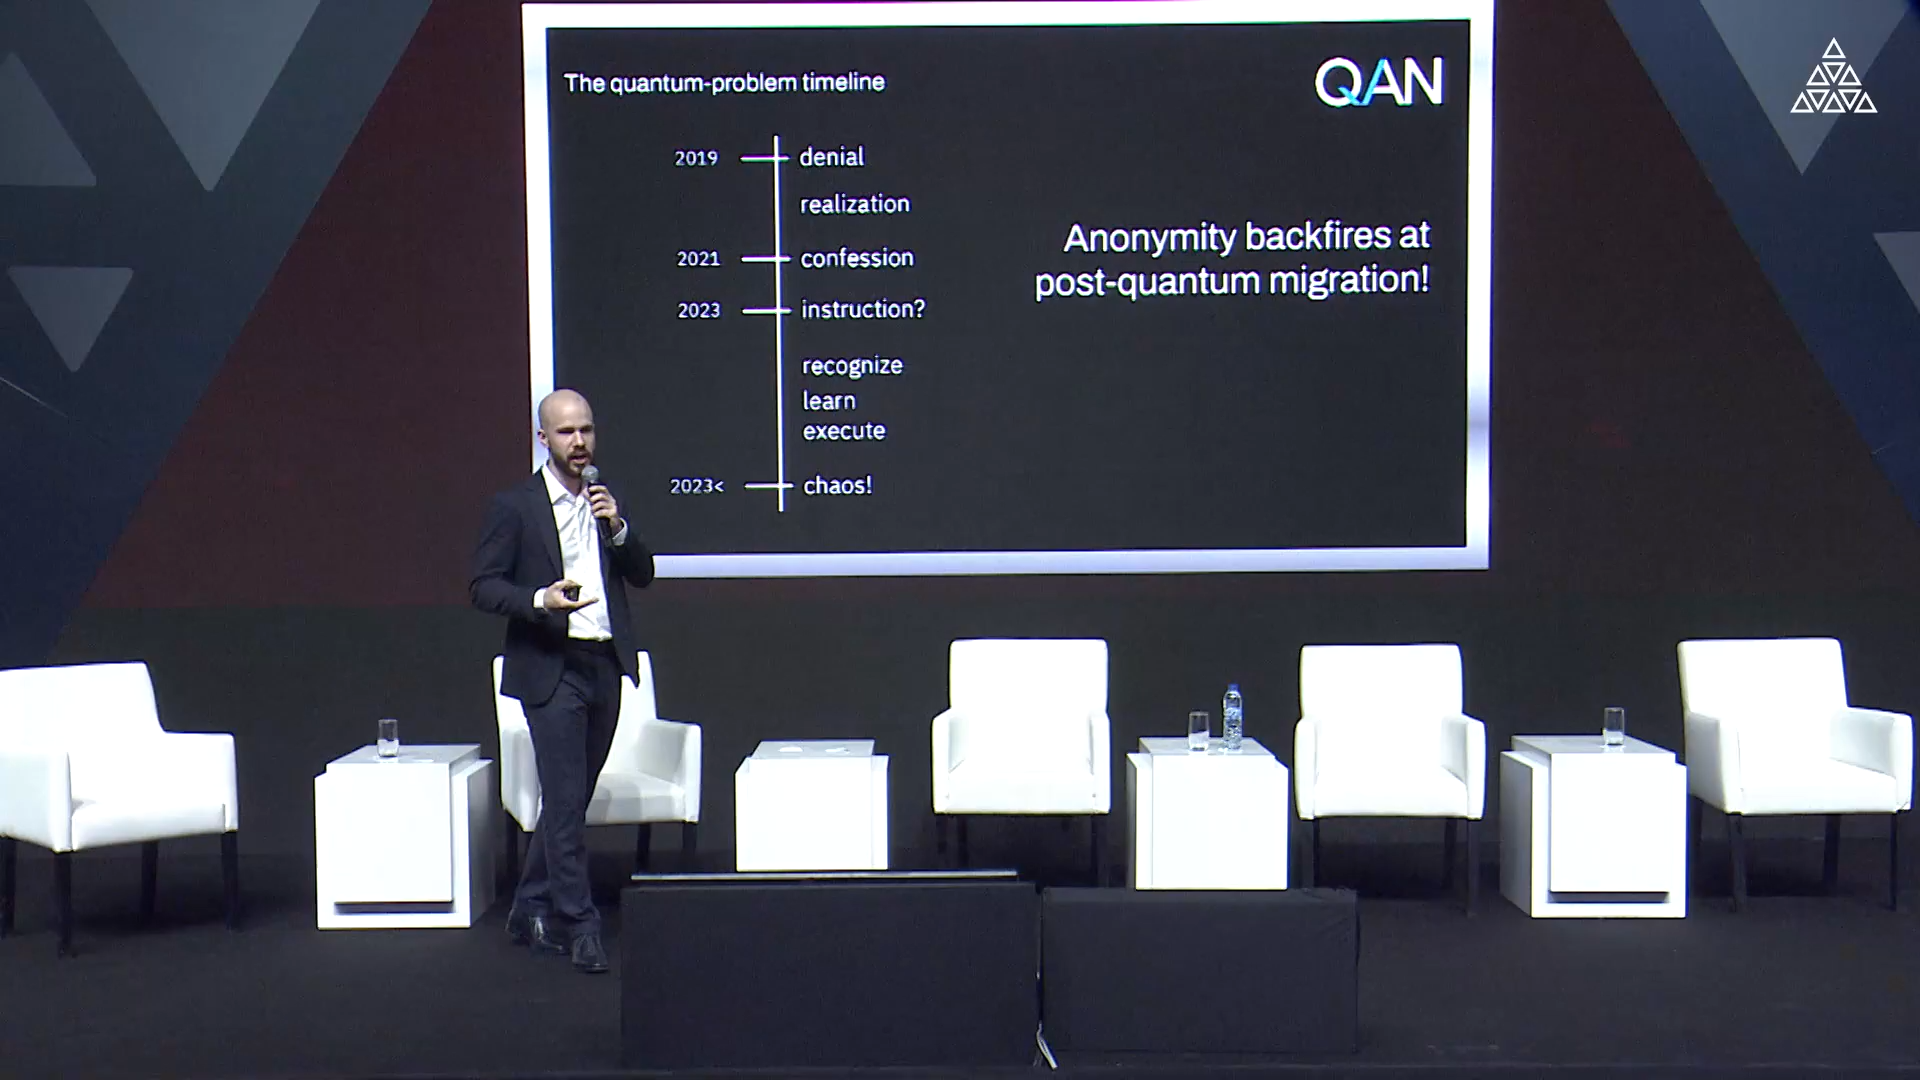 The quantum-problem timeline
QAN
2019 denial
realization
2021 confession
2023 instruction?
recognize
learn
execute
2023< chaos!
Anonymity backfires at
post-quantum migration!